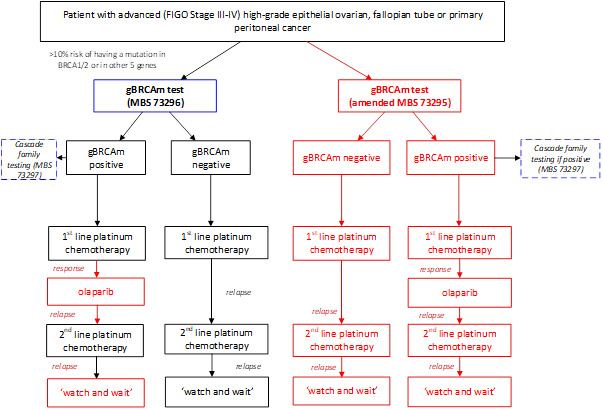 Patient with advanced (FIGO Stage III-IV) high-grade epithelial ovarian, fallopian tube or primary
peritoneal cancer
>10% risk of having a mutation in
BRCA1/2 or in other 5 genes
gBRCAm test
(MBS 73296)
gBRCAm test
(amended MBS 73295)
Cascade
family
testing (MBS
73297)
gBRCAm
positive
gBRCAm
negative
gBRCAm negative
gBRCAm positive
Cascade family
testing if positive
(MBS 73297)
1st line platinum
chemotherapy
1st line platinum
chemotherapy
1st line platinum
chemotherapy
1st line platinum
chemotherapy
response
response
olaparib
relapse
relapse
olaparib
relapse
relapse
2nd line platinum
chemotherapy
2nd line platinum
chemotherapy
2nd line platinum
chemotherapy
2nd line platinum
chemotherapy
relapse
relapse
relapse
relapse
‘watch and wait’
‘watch and wait’
‘watch and wait’
‘watch and wait’